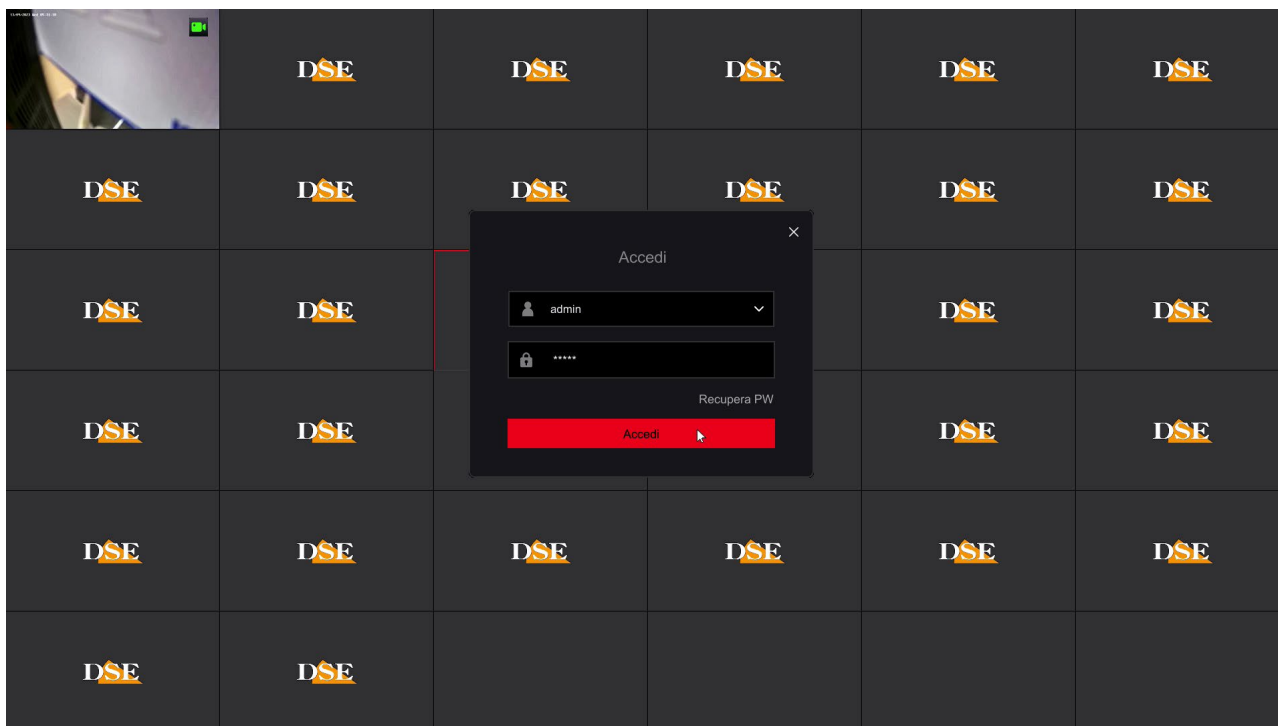 DSE DSE DSE DSE DSE
DSE DSE DSE DSE DSE DSE
Accedi
DSE DSE admin DSE DSE
*****
Recupera PW
DSE DSE Accedi DSE DSE
DSE DSE DSE DSE DSE DSE
DSE DSE